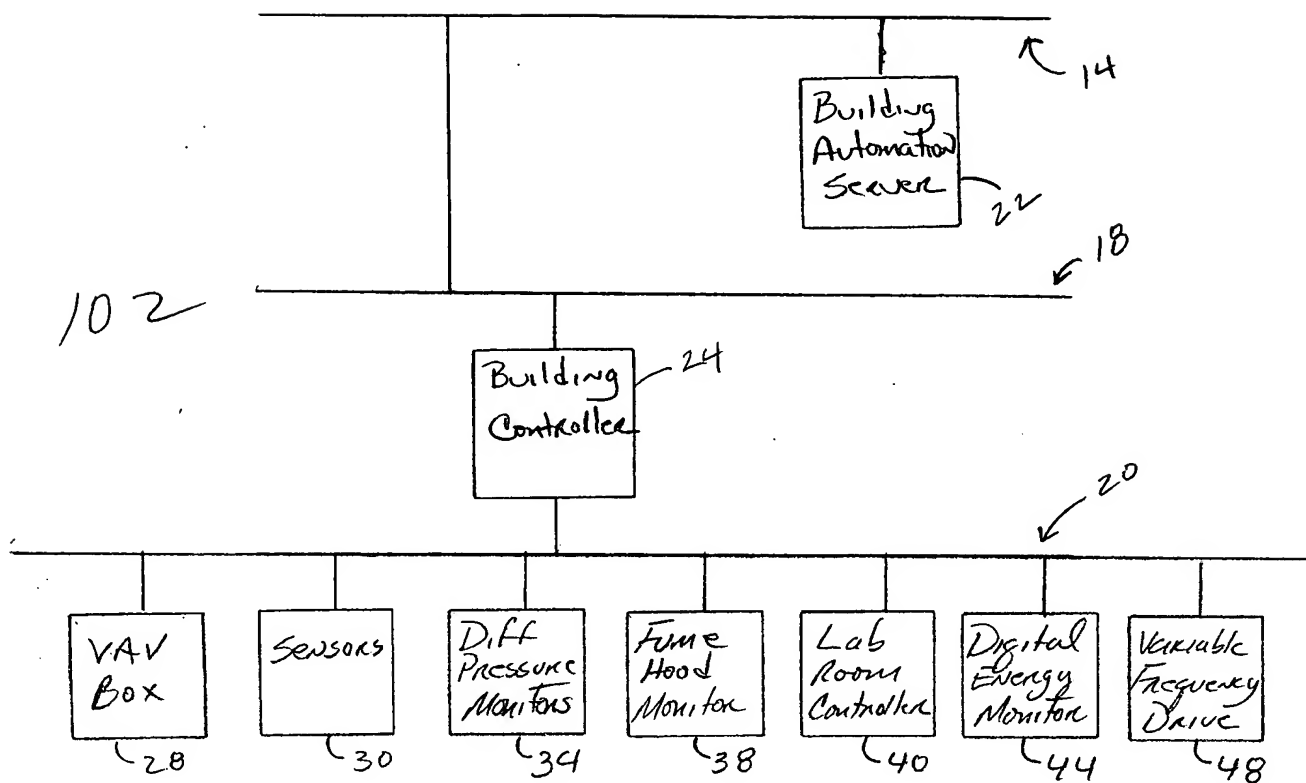 14
Building
Automation
Server
22
18
102
Building
Controller
24
20
VAV
Box
28
Sensors
30
Diff
Pressure
Monitors
34
Fume
Hood
Monitor
38
Lab
Room
Controller
40
Digital
Energy
Monitor
44
Variable
Frequency
Drive
48